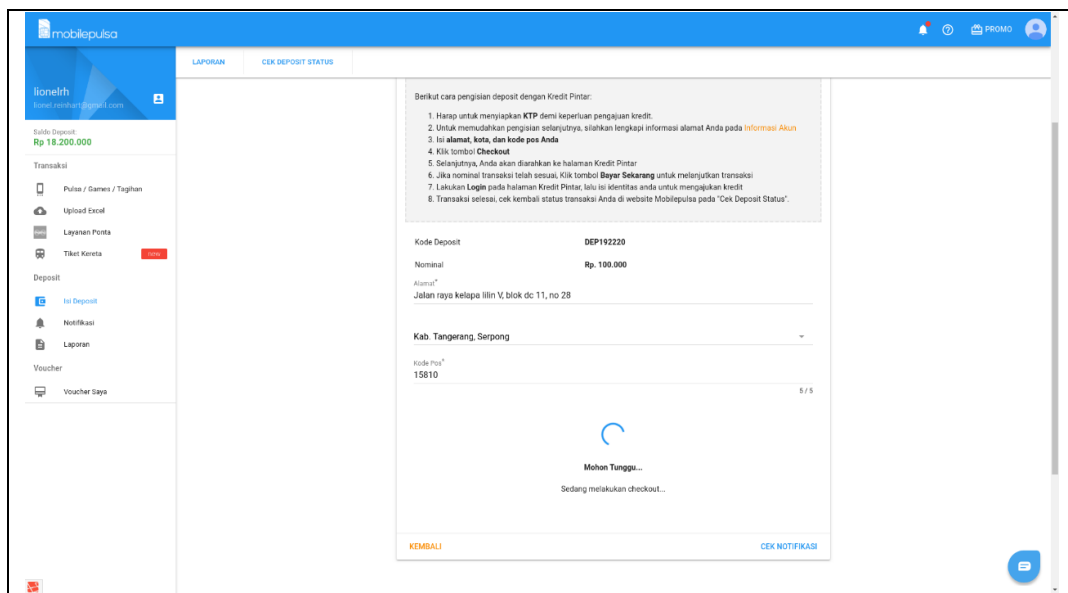 mobilepulsa
PROMO
LAPORAN
CEK DEPOSIT STATUS
lionelrh
lionel.reinhart@gmail.com
Saldo Deposit:
Rp 18.200.000
Transaksi
Pulsa / Games / Tagihan
Upload Excel
Layanan Ponta
Tiket Kereta
new
Deposit
Isi Deposit
Notifikasi
Laporan
Voucher
Voucher Saya
Berikut cara pengisian deposit dengan Kredit Pintar:
1. Harap untuk menyiapkan KTP demi keperluan pengajuan kredit.
2. Untuk memudahkan pengisian selanjutnya, silahkan lengkapi informasi alamat Anda pada Informasi Akun
3. Isi alamat, kota, dan kode pos Anda
4. Klik tombol Checkout
5. Selanjutnya, Anda akan diarahkan ke halaman Kredit Pintar
6. Jika nominal transaksi telah sesuai, Klik tombol Bayar Sekarang untuk melanjutkan transaksi
7. Lakukan Login pada halaman Kredit Pintar, lalu isi identitas anda untuk mengajukan kredit
8. Transaksi selesai, cek kembali status transaksi Anda di website Mobilepulsa pada "Cek Deposit Status".
Kode Deposit DEP192220
Nominal Rp. 100.000
Alamat*
Jalan raya kelapa lilin V, blok dc 11, no 28
Kab. Tangerang, Serpong
Kode Pos*
15810
5 / 5
Mohon Tunggu...
Sedang melakukan checkout...
KEMBALI
CEK NOTIFIKASI